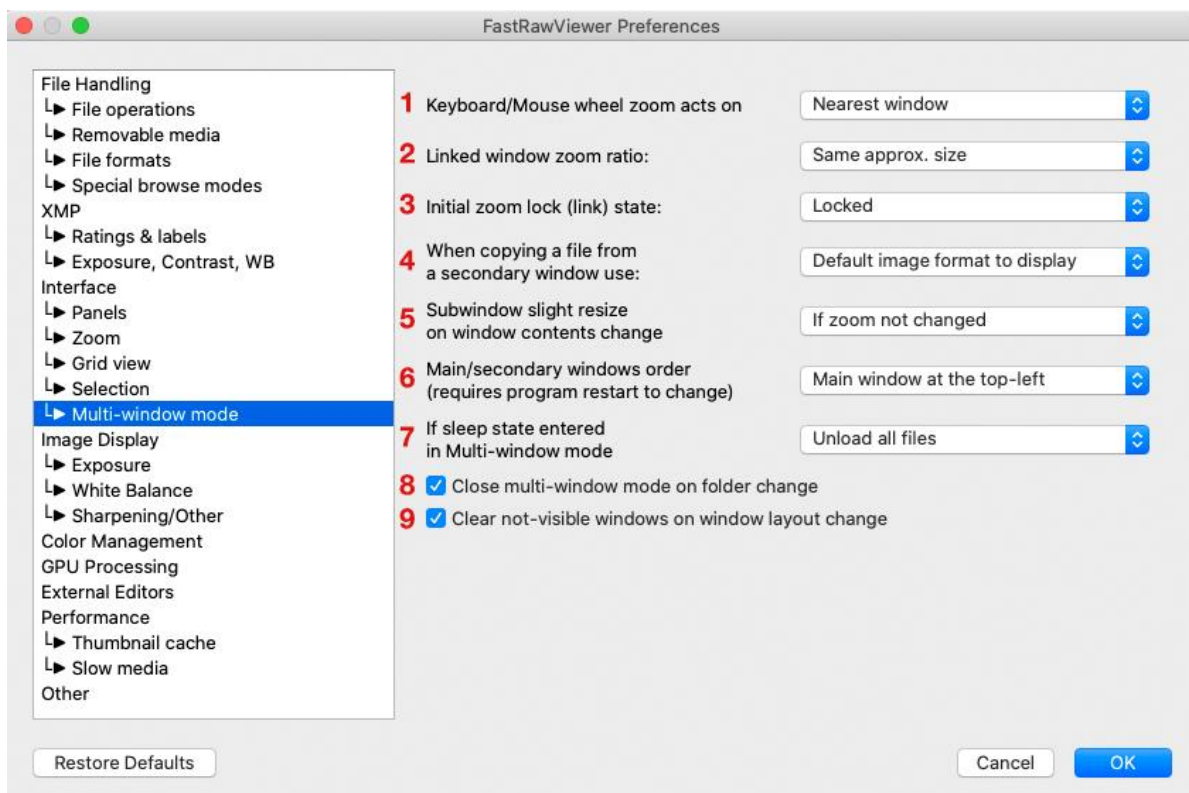 FastRawViewer Preferences
File Handling
└▶ File operations
└▶ Removable media
└▶ File formats
└▶ Special browse modes
XMP
└▶ Ratings & labels
└▶ Exposure, Contrast, WB
Interface
└▶ Panels
└▶ Zoom
└▶ Grid view
└▶ Selection
└▶ Multi-window mode
Image Display
└▶ Exposure
└▶ White Balance
└▶ Sharpening/Other
Color Management
GPU Processing
External Editors
Performance
└▶ Thumbnail cache
└▶ Slow media
Other
1 Keyboard/Mouse wheel zoom acts on Nearest window
2 Linked window zoom ratio: Same approx. size
3 Initial zoom lock (link) state: Locked
4 When copying a file from
a secondary window use: Default image format to display
5 Subwindow slight resize
on window contents change If zoom not changed
6 Main/secondary windows order
(requires program restart to change) Main window at the top-left
7 If sleep state entered
in Multi-window mode Unload all files
8 Close multi-window mode on folder change
9 Clear not-visible windows on window layout change
Restore Defaults Cancel OK